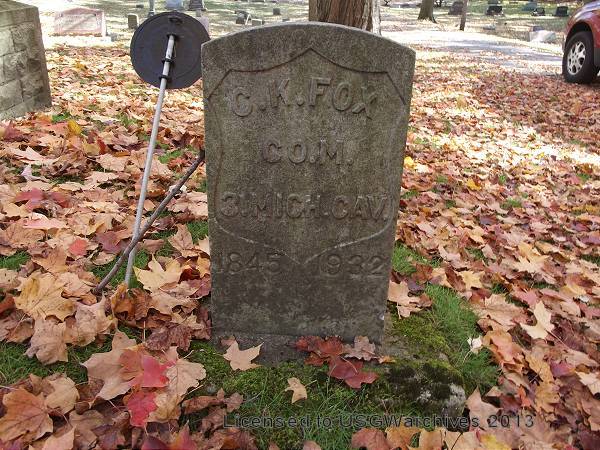 C.K.FOX
CO.M.
3.MICH.CAV.
1845 1932
Licensed to USGWarchives 2013